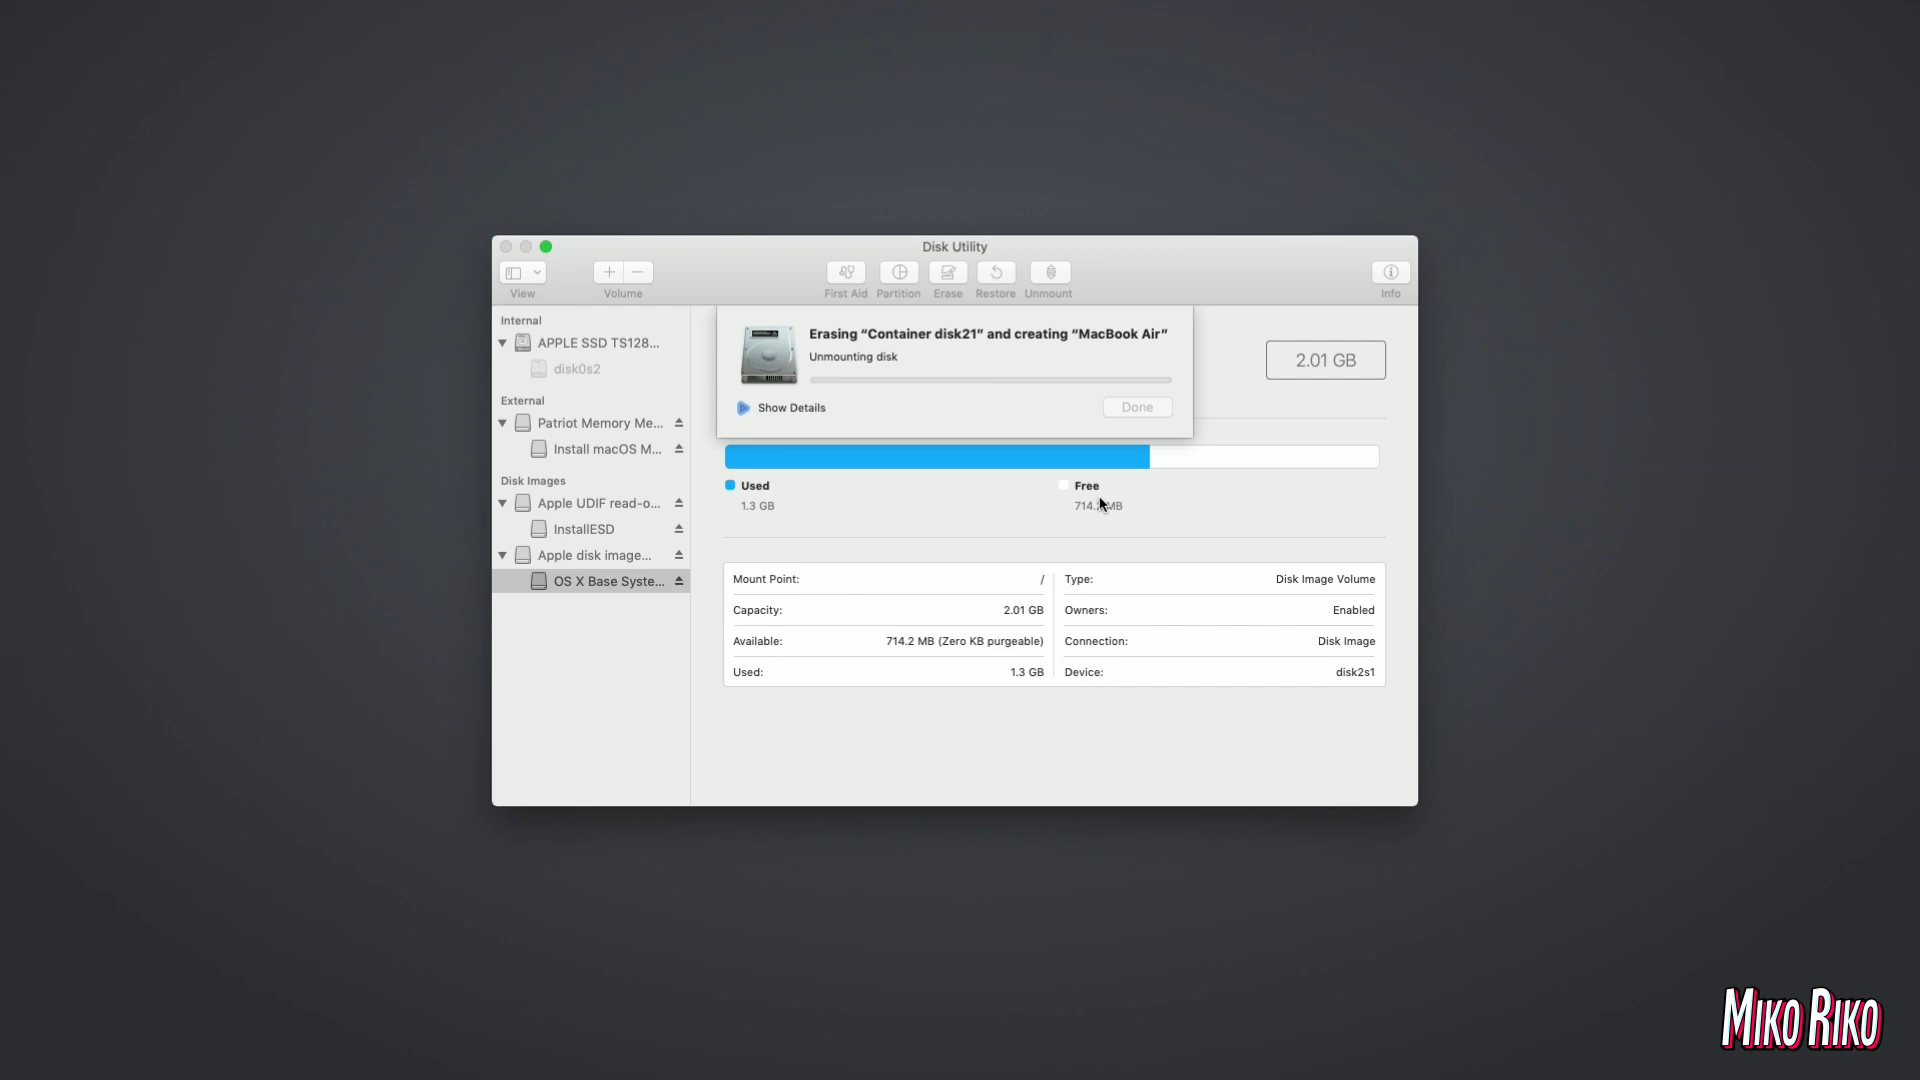 Disk Utility
View
Volume
First Aid
Partition
Erase
Restore
Unmount
Info
Internal
APPLE SSD TS128...
disk0s2
External
Patriot Memory Me...
Install macOS M...
Disk Images
Apple UDIF read-o...
InstallESD
Apple disk image...
OS X Base Syste...
Erasing “Container disk21” and creating “MacBook Air”
Unmounting disk
Show Details
Done
2.01 GB
Used
1.3 GB
Free
714.2 MB
Mount Point: /
Capacity: 2.01 GB
Available: 714.2 MB (Zero KB purgeable)
Used: 1.3 GB
Type: Disk Image Volume
Owners: Enabled
Connection: Disk Image
Device: disk2s1
MIKO RIKO